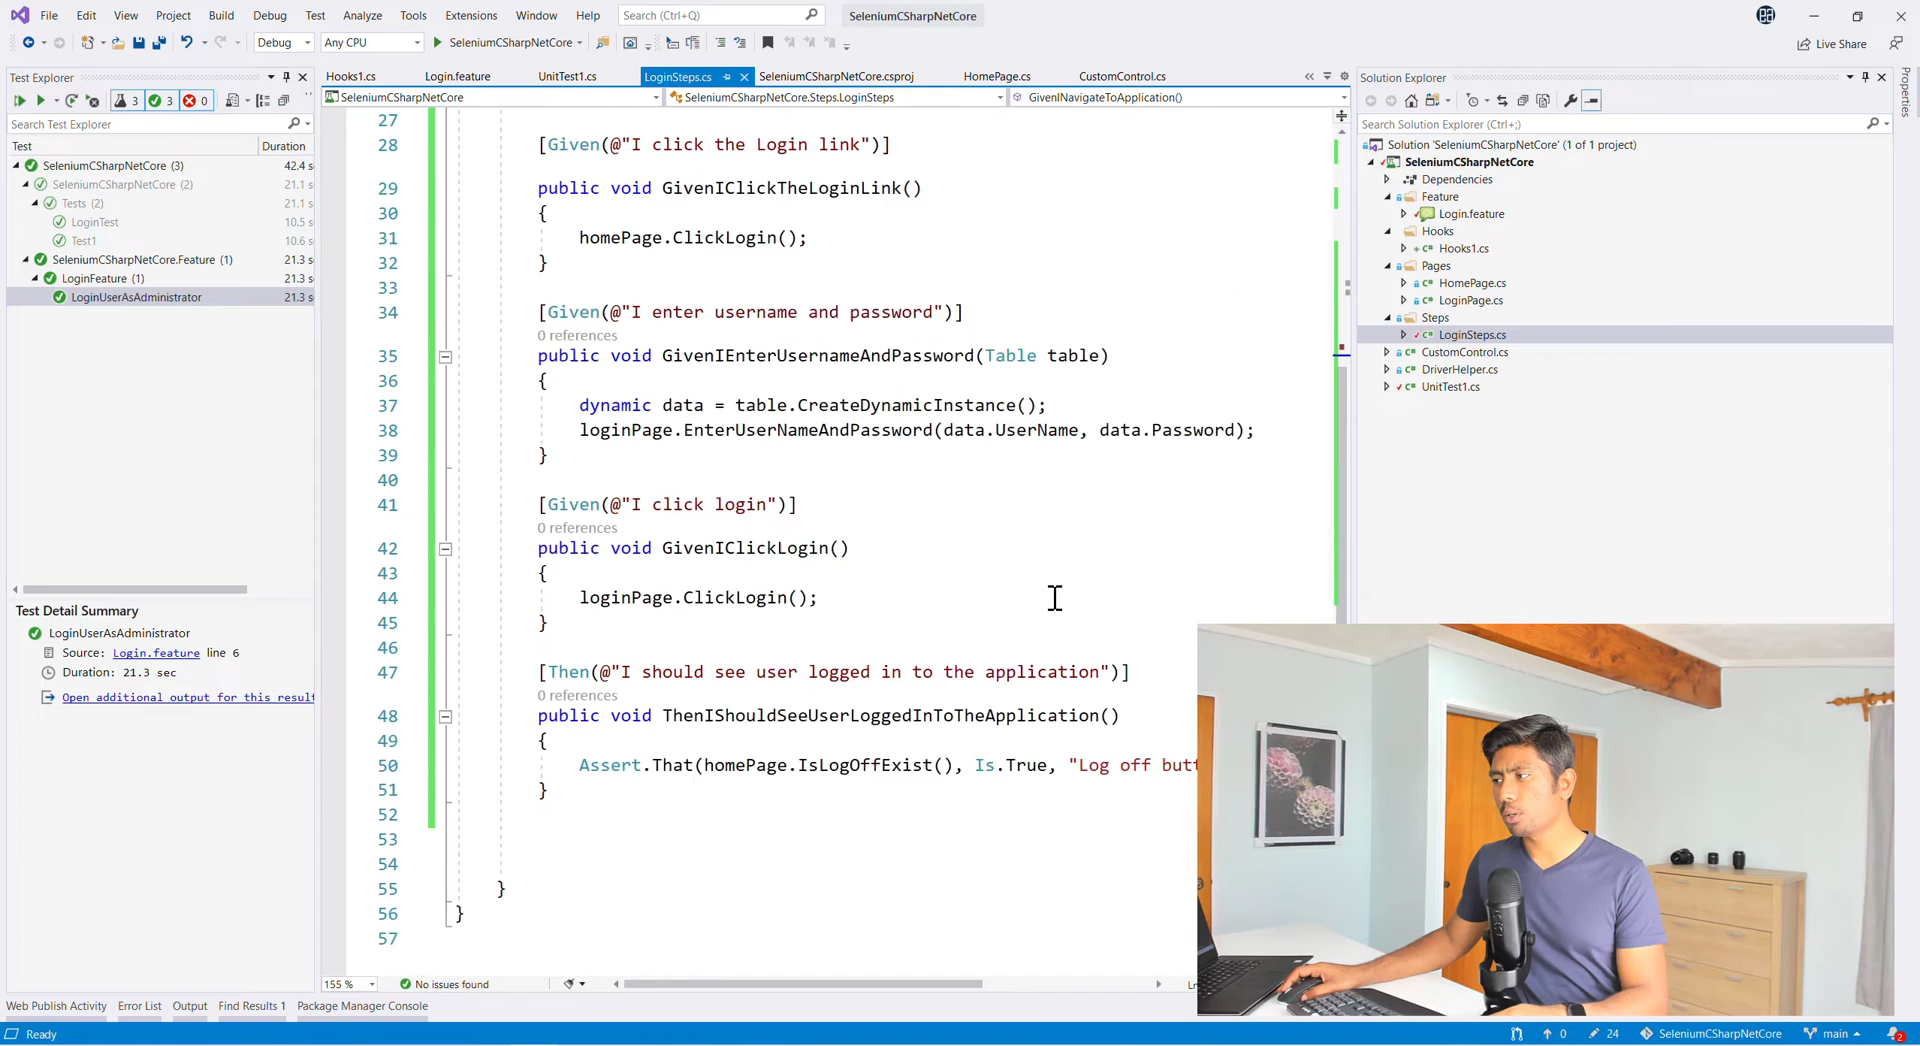 File Edit View Project Build Debug Test Analyze Tools Extensions Window Help Search (Ctrl+Q) SeleniumCSharpNetCore
Debug Any CPU SeleniumCSharpNetCore Live Share
Test Explorer
Hooks1.cs Login.feature UnitTest1.cs LoginSteps.cs SeleniumCSharpNetCore.csproj HomePage.cs CustomControl.cs
Solution Explorer
Properties
3 3 0
SeleniumCSharpNetCore SeleniumCSharpNetCore.Steps.LoginSteps GivenINavigateToApplication()
Search Test Explorer
Search Solution Explorer (Ctrl+;)
Test Duration
SeleniumCSharpNetCore (3) 42.4 s
SeleniumCSharpNetCore (2) 21.1 s
Tests (2) 21.1 s
LoginTest 10.5 s
Test1 10.6 s
SeleniumCSharpNetCore.Feature (1) 21.3 s
LoginFeature (1) 21.3 s
LoginUserAsAdministrator 21.3 s
Test Detail Summary
LoginUserAsAdministrator
Source: Login.feature line 6
Duration: 21.3 sec
Open additional output for this result
27
28 [Given(@"I click the Login link")]
29 public void GivenIClickTheLoginLink()
30 {
31 homePage.ClickLogin();
32 }
33
34 [Given(@"I enter username and password")]
0 references
35 public void GivenIEnterUsernameAndPassword(Table table)
36 {
37 dynamic data = table.CreateDynamicInstance();
38 loginPage.EnterUserNameAndPassword(data.UserName, data.Password);
39 }
40
41 [Given(@"I click login")]
0 references
42 public void GivenIClickLogin()
43 {
44 loginPage.ClickLogin();
45 }
46
47 [Then(@"I should see user logged in to the application")]
0 references
48 public void ThenIShouldSeeUserLoggedInToTheApplication()
49 {
50 Assert.That(homePage.IsLogOffExist(), Is.True, "Log off butt
51 }
52
53
54
55 }
56 }
57
Solution 'SeleniumCSharpNetCore' (1 of 1 project)
SeleniumCSharpNetCore
Dependencies
Feature
Login.feature
Hooks
Hooks1.cs
Pages
HomePage.cs
LoginPage.cs
Steps
LoginSteps.cs
CustomControl.cs
DriverHelper.cs
UnitTest1.cs
155 % No issues found
Web Publish Activity Error List Output Find Results 1 Package Manager Console
Ready 0 24 SeleniumCSharpNetCore main 2